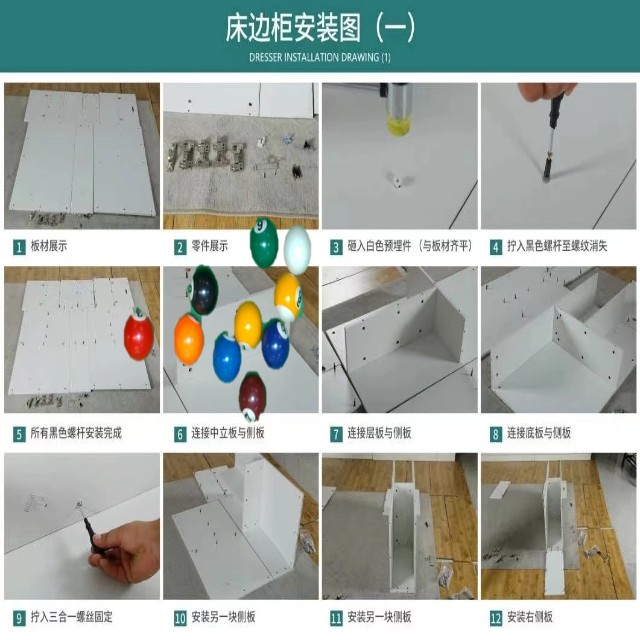 床边柜安装图（一）
DRESSER INSTALLATION DRAWING (1)
1 板材展示
2 零件展示
3 砸入白色预埋件（与板材齐平）
4 拧入黑色螺杆至螺纹消失
5 所有黑色螺杆安装完成
6 连接中立板与侧板
7 连接层板与侧板
8 连接底板与侧板
9 拧入三合一螺丝固定
10 安装另一块侧板
11 安装另一块侧板
12 安装右侧板